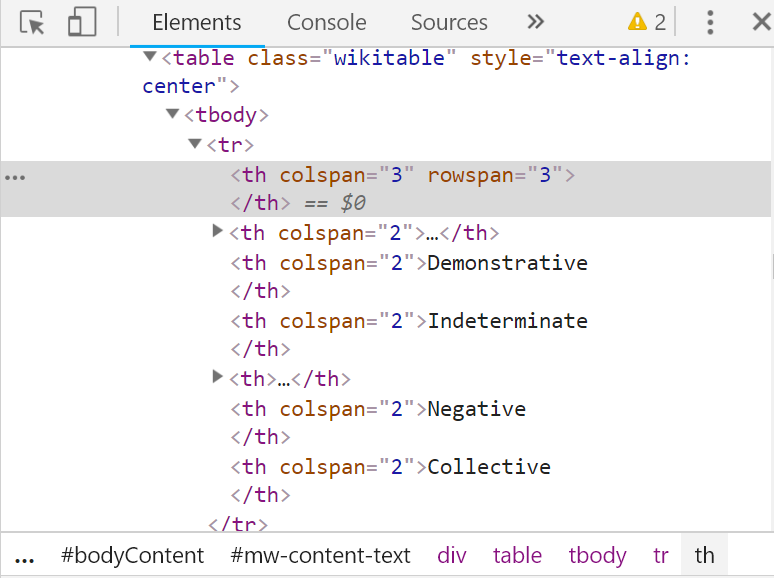 Elements Console Sources » 2
<table class="wikitable" style="text-align:
center">
<tbody>
<tr>
<th colspan="3" rowspan="3">
</th> == $0
<th colspan="2">…</th>
<th colspan="2">Demonstrative
</th>
<th colspan="2">Indeterminate
</th>
<th>…</th>
<th colspan="2">Negative
</th>
<th colspan="2">Collective
</th>
</tr>
... #bodyContent #mw-content-text div table tbody tr th